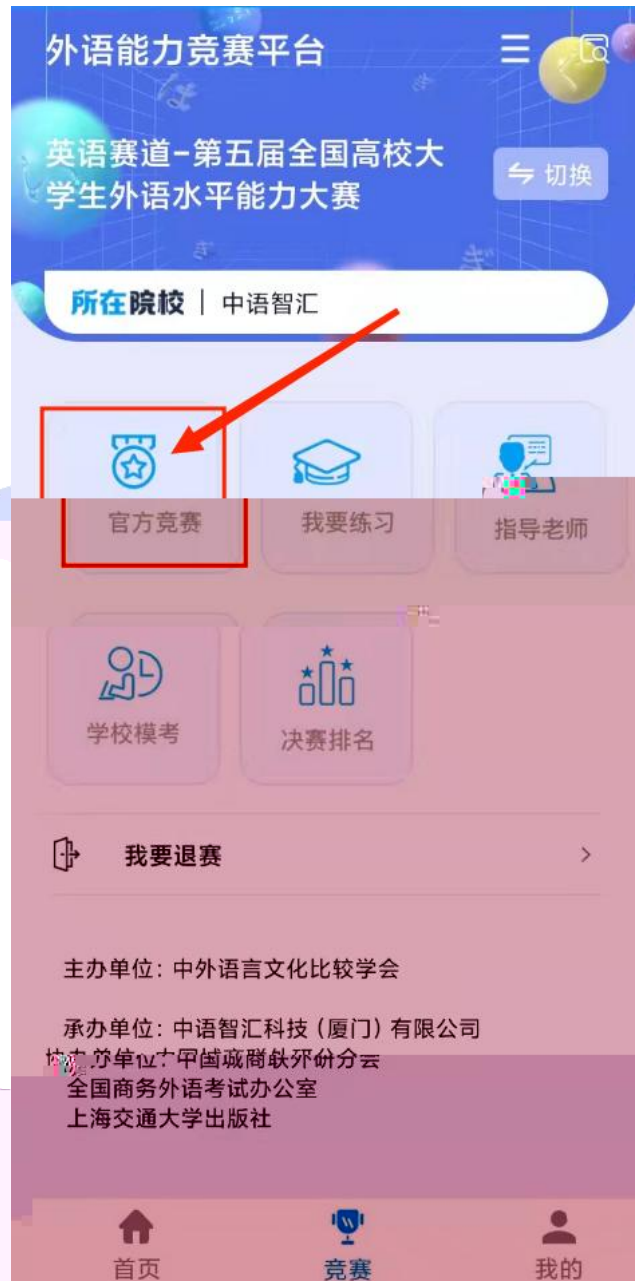 外语能力竞赛平台
英语赛道-第五届全国高校大
学生外语水平能力大赛
切换
所在院校 | 中语智汇
官方竞赛 我要练习 指导老师
学校模考 决赛排名
我要退赛
主办单位：中外语言文化比较学会
承办单位：中语智汇科技（厦门）有限公司
全国商务外语考试办公室
上海交通大学出版社
首页 竞赛 我的